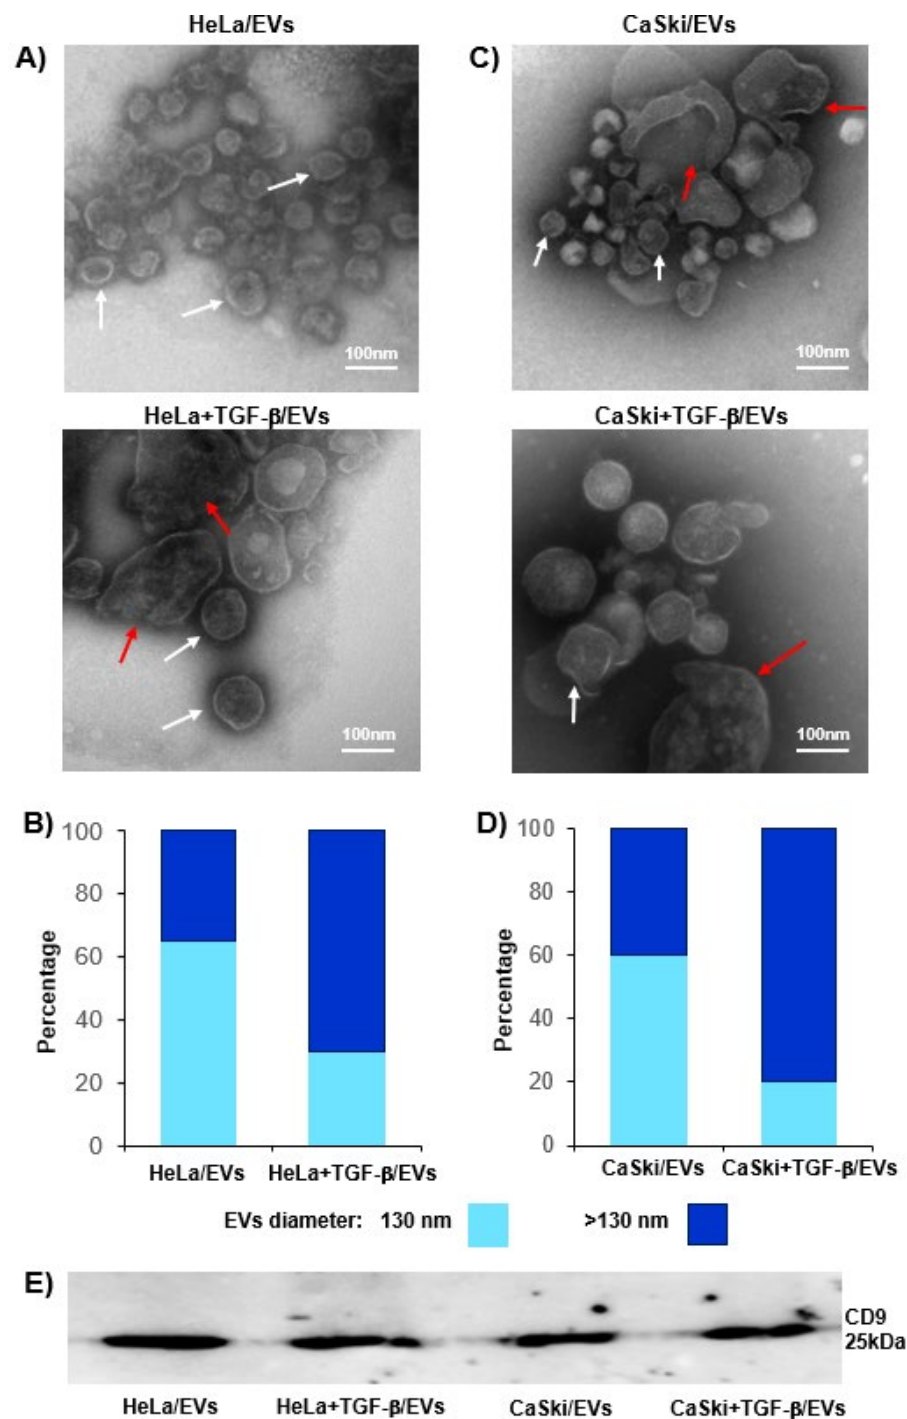 HeLa/EVs
CaSki/EVs
A)
C)
100nm
100nm
HeLa+TGF-β/EVs
CaSki+TGF-β/EVs
100nm
100nm
B)
D)
100
80
60
40
20
0
Percentage
HeLa/EVs
HeLa+TGF-β/EVs
100
80
60
40
20
0
Percentage
CaSki/EVs
CaSki+TGF-β/EVs
EVs diameter: 130 nm
>130 nm
E)
CD9
25kDa
HeLa/EVs
HeLa+TGF-β/EVs
CaSki/EVs
CaSki+TGF-β/EVs